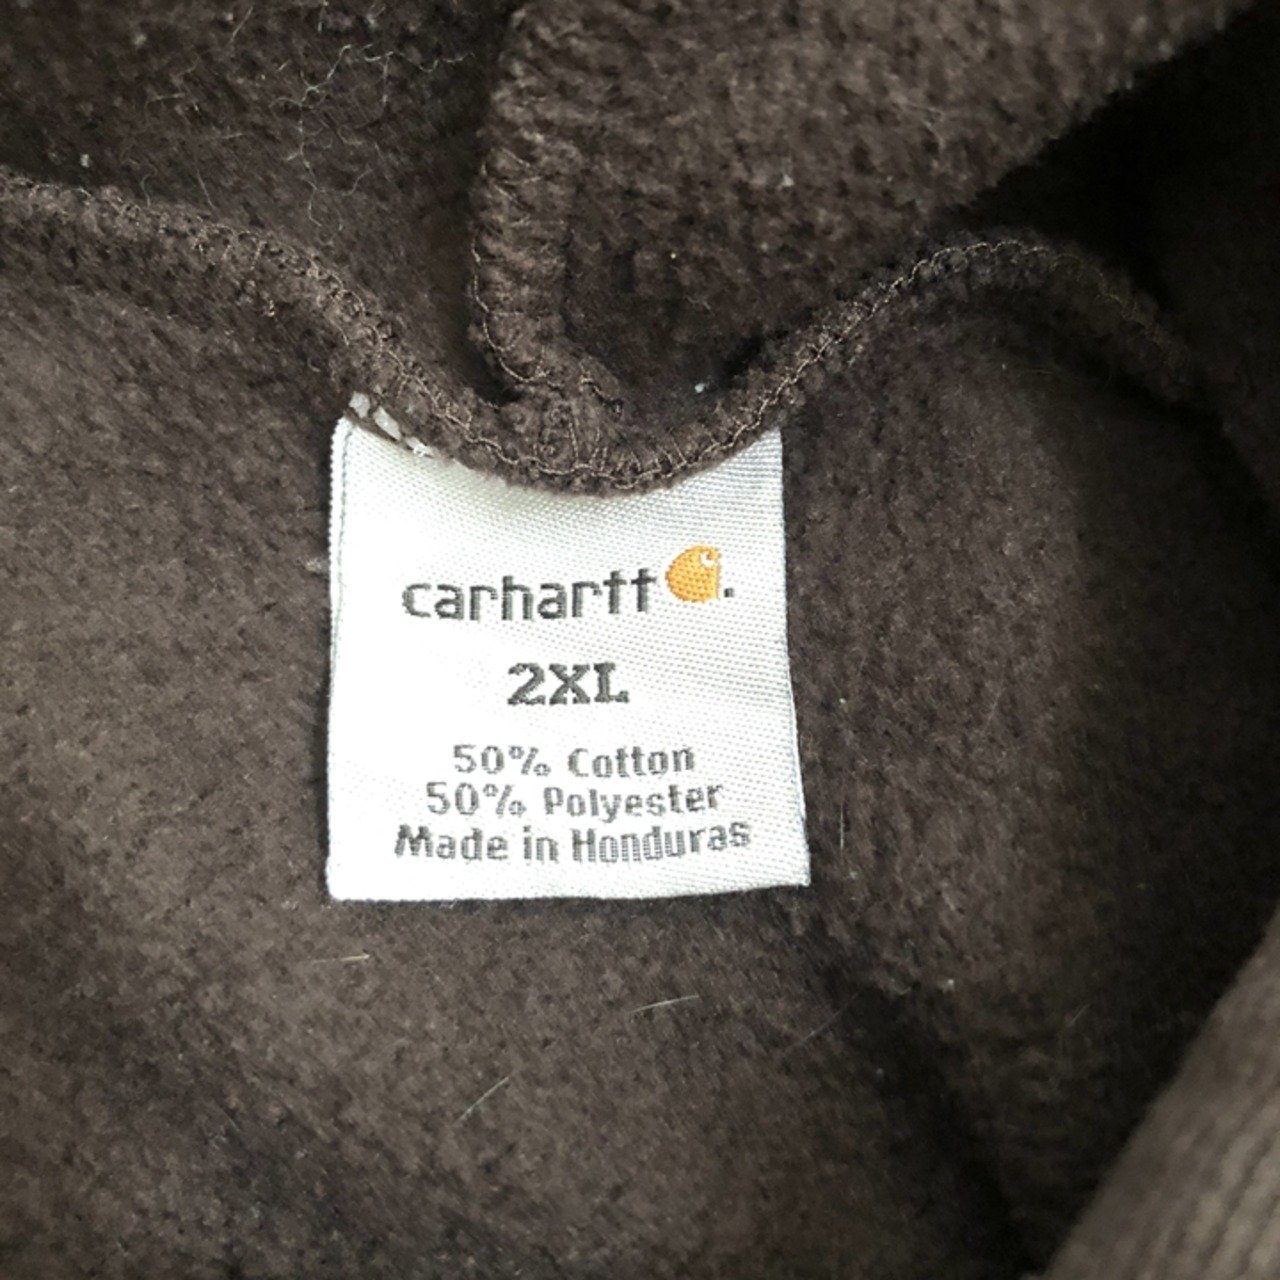 carhartt.
2XL
50% Cotton
50% Polyester
Made in Honduras